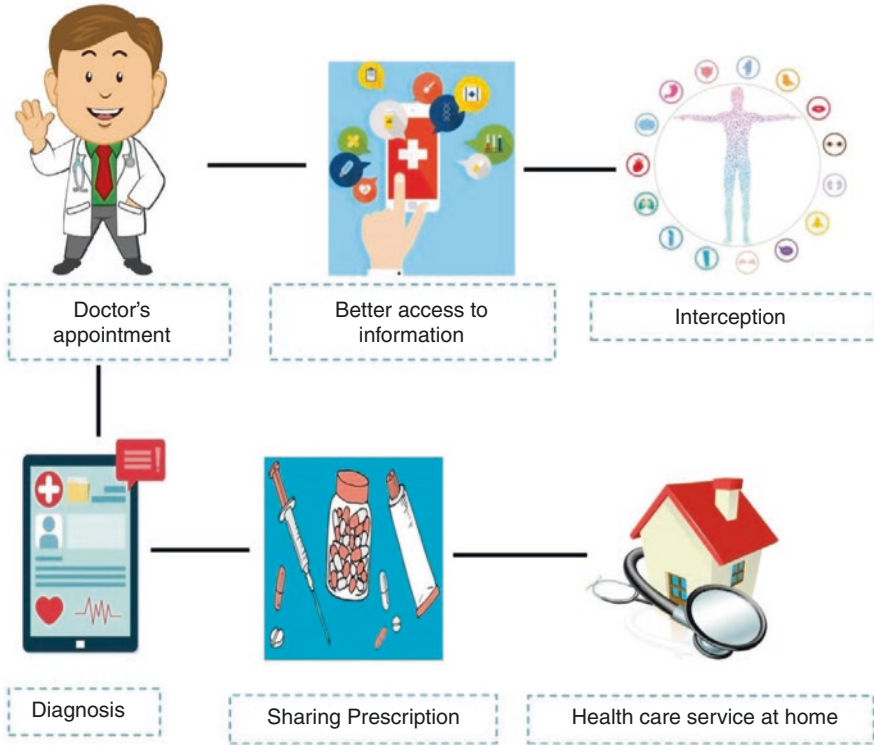 Doctor's
appointment
Better access to
information
Interception
Diagnosis
Sharing Prescription
Health care service at home